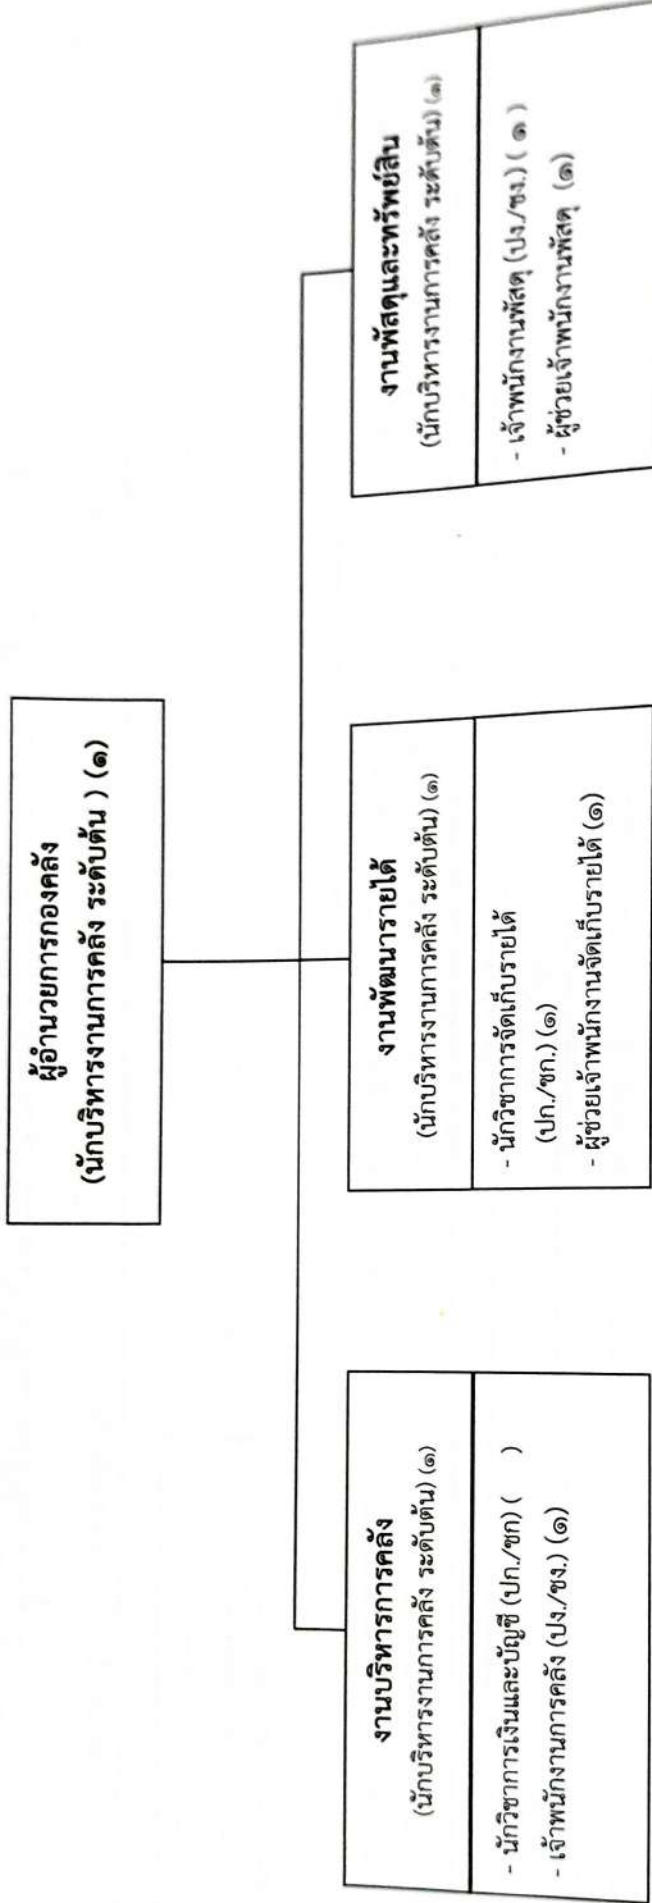 ผู้อำนวยการกองคลัง
(นักบริหารงานการคลัง ระดับต้น ) (๑)
งานบริหารการคลัง
(นักบริหารงานการคลัง ระดับต้น) (๑)
- นักวิชาการเงินและบัญชี (ปก./ชก) (     )
- เจ้าพนักงานการคลัง (ปง./ชง.) (๑)
งานพัฒนารายได้
(นักบริหารงานการคลัง ระดับต้น) (๑)
- นักวิชาการจัดเก็บรายได้
(ปก./ชก.) (๑)
- ผู้ช่วยเจ้าพนักงานจัดเก็บรายได้ (๑)
งานพัสดุและทรัพย์สิน
(นักบริหารงานการคลัง ระดับต้น) (๑)
- เจ้าพนักงานพัสดุ (ปง./ชง.) ( ๑ )
- ผู้ช่วยเจ้าพนักงานพัสดุ (๑)